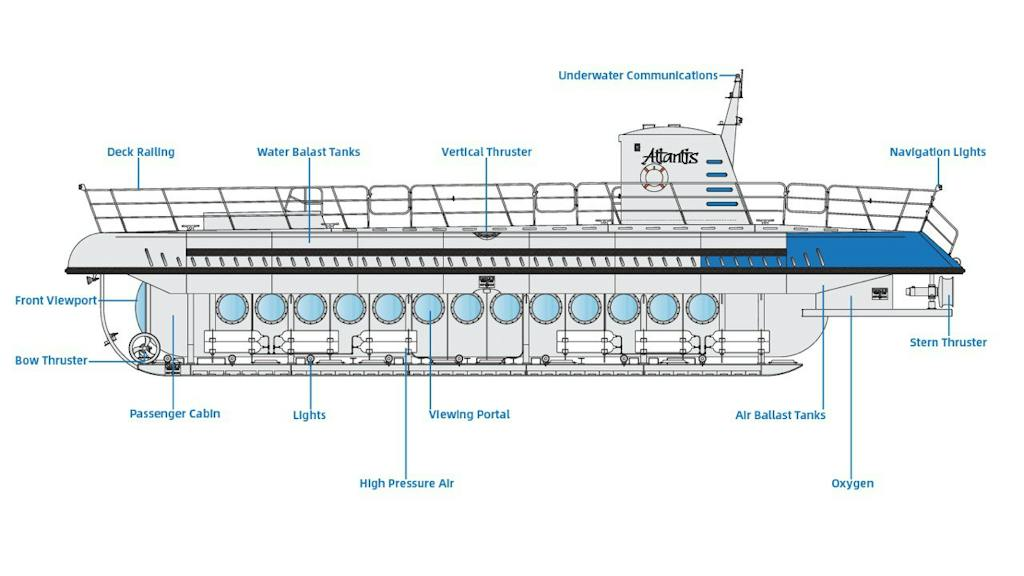 Underwater Communications
Atlantis
Deck Railing
Water Balast Tanks
Vertical Thruster
Navigation Lights
Front Viewport
Stern Thruster
Bow Thruster
Passenger Cabin
Lights
Viewing Portal
Air Ballast Tanks
High Pressure Air
Oxygen